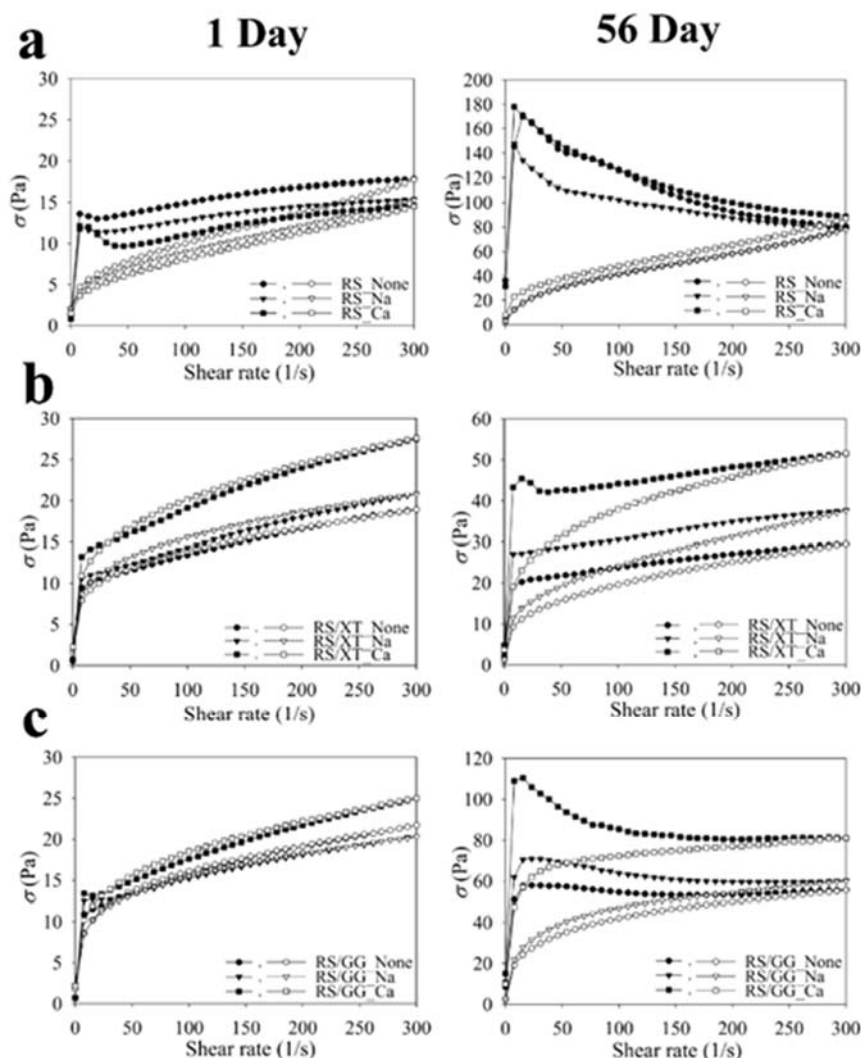 1 Day
56 Day
a
30
25
20
15
10
5
0
σ (Pa)
0 50 100 150 200 250 300
Shear rate (1/s)
RS_None
RS_Na
RS_Ca
200
180
160
140
120
100
80
60
40
20
0
σ (Pa)
0 50 100 150 200 250 300
Shear rate (1/s)
RS_None
RS_Na
RS_Ca
b
30
25
20
15
10
5
0
σ (Pa)
0 50 100 150 200 250 300
Shear rate (1/s)
RS/XT_None
RS/XT_Na
RS/XT_Ca
60
50
40
30
20
10
0
σ (Pa)
0 50 100 150 200 250 300
Shear rate (1/s)
RS/XT_None
RS/XT_Na
RS/XT_Ca
c
30
25
20
15
10
5
0
σ (Pa)
0 50 100 150 200 250 300
Shear rate (1/s)
RS/GG_None
RS/GG_Na
RS/GG_Ca
120
100
80
60
40
20
0
σ (Pa)
0 50 100 150 200 250 300
Shear rate (1/s)
RS/GG_None
RS/GG_Na
RS/GG_Ca